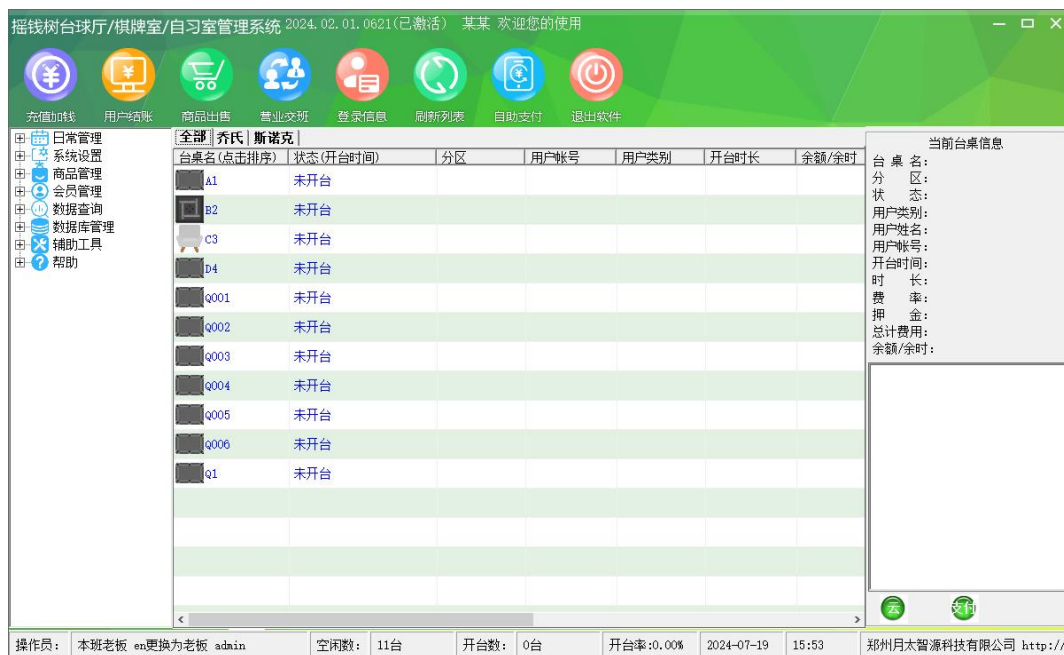 摇钱树台球厅/棋牌室/自习室管理系统 2024.02.01.0621(已激活) 某某 欢迎您的使用
充值加钱 用户结账 商品出售 营业交班 登录信息 刷新列表 自助支付 退出软件
日常管理
系统设置
商品管理
会员管理
数据查询
数据库管理
辅助工具
帮助
全部 乔氏 斯诺克
台桌名(点击排序) 状态(开台时间) 分区 用户帐号 用户类别 开台时长 余额/余时
A1 未开台
B2 未开台
C3 未开台
D4 未开台
Q001 未开台
Q002 未开台
Q003 未开台
Q004 未开台
Q005 未开台
Q006 未开台
Q1 未开台
当前台桌信息
台 桌 名:
分 区:
状 态:
用户类别:
用户姓名:
用户帐号:
开台时间:
时 长:
费 率:
押 金:
总计费用:
余额/余时:
云 支付
操作员: 本班老板 en更换为老板 admin 空闲数: 11台 开台数: 0台 开台率:0.00% 2024-07-19 15:53 郑州月太智源科技有限公司 http:/